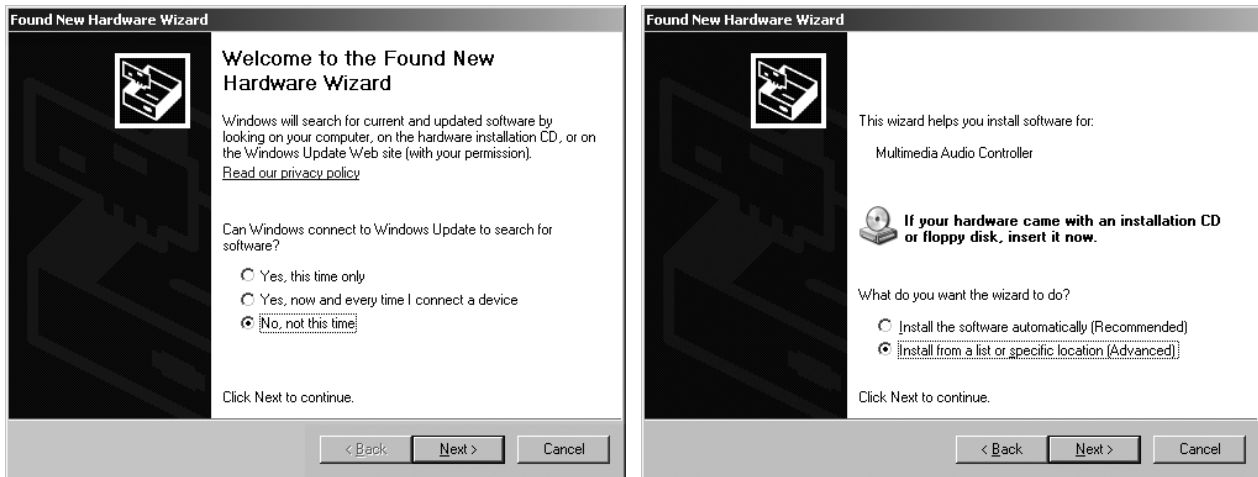 Found New Hardware Wizard
Welcome to the Found New
Hardware Wizard
Windows will search for current and updated software by
looking on your computer, on the hardware installation CD, or on
the Windows Update Web site (with your permission).
Read our privacy policy
Can Windows connect to Windows Update to search for
software?
Yes, this time only
Yes, now and every time I connect a device
No, not this time
Click Next to continue.
< Back
Next >
Cancel
Found New Hardware Wizard
This wizard helps you install software for:
Multimedia Audio Controller
If your hardware came with an installation CD
or floppy disk, insert it now.
What do you want the wizard to do?
Install the software automatically (Recommended)
Install from a list or specific location (Advanced)
Click Next to continue.
< Back
Next >
Cancel